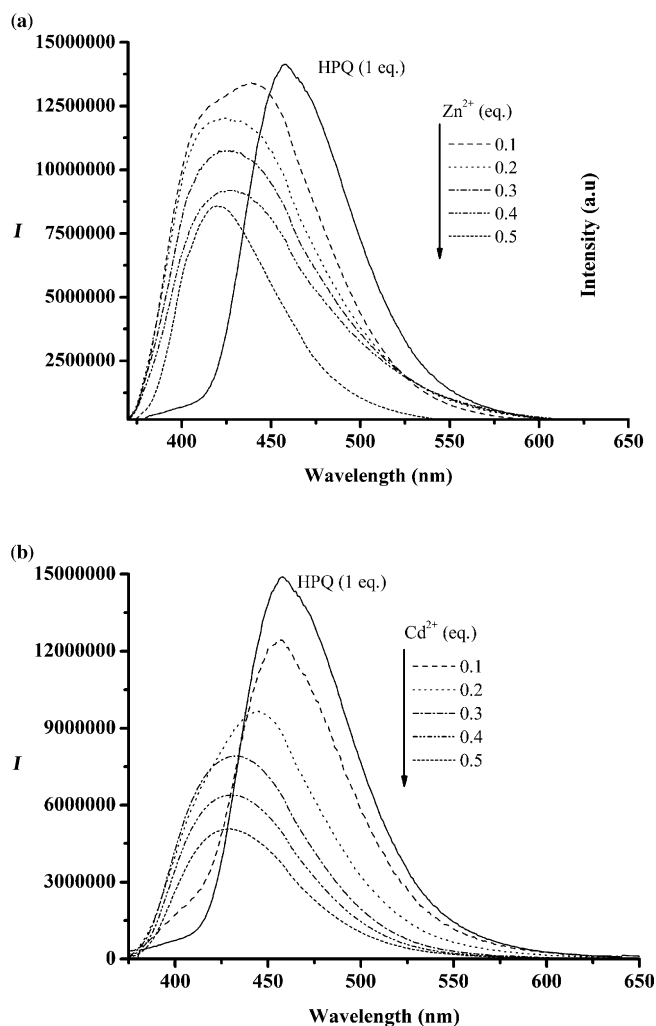 (a)
15000000
12500000
10000000
7500000
5000000
2500000
I
HPQ (1 eq.)
Zn²⁺ (eq.)
0.1
0.2
0.3
0.4
0.5
Intensity (a.u)
400 450 500 550 600 650
Wavelength (nm)
(b)
15000000
12000000
9000000
6000000
3000000
0
I
HPQ (1 eq.)
Cd²⁺ (eq.)
0.1
0.2
0.3
0.4
0.5
400 450 500 550 600 650
Wavelength (nm)